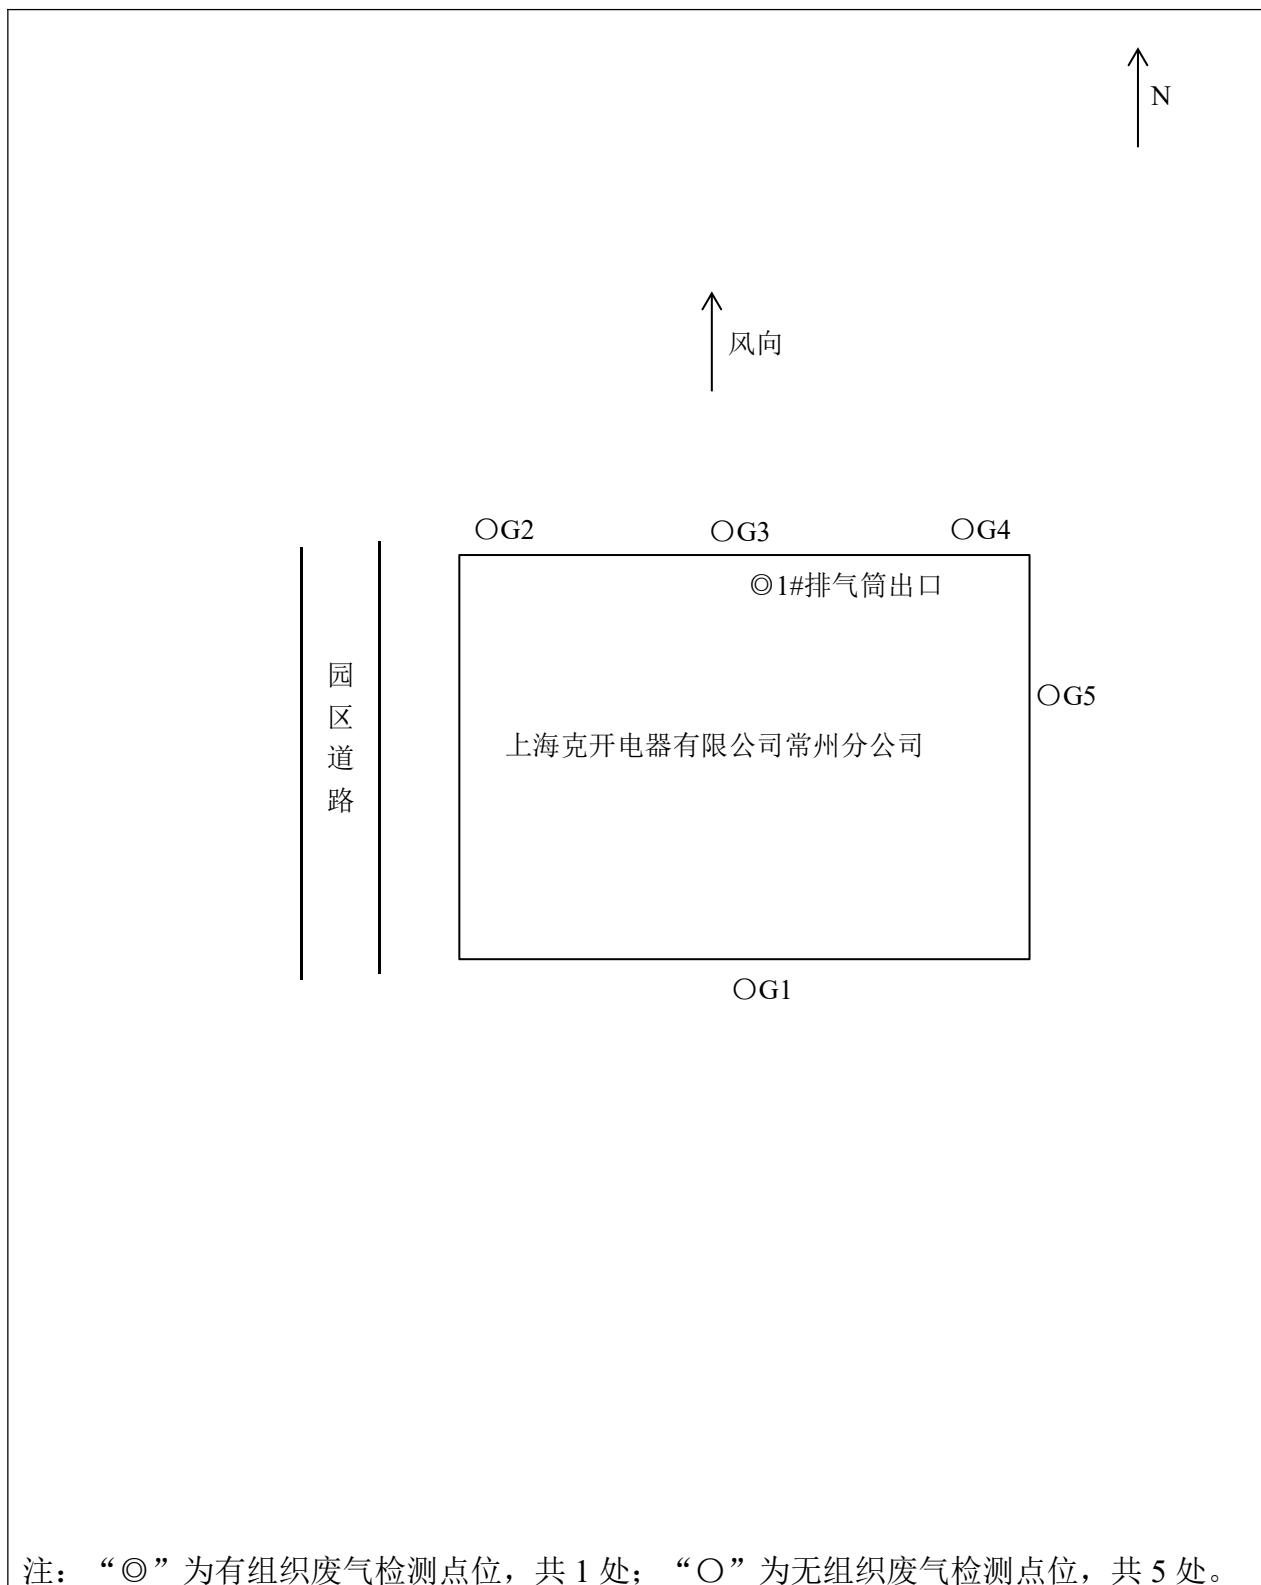 N
风向
○G2
○G3
○G4
◎1#排气筒出口
园区道路
○G5
上海克开电器有限公司常州分公司
○G1
注：“◎”为有组织废气检测点位，共 1 处；“○”为无组织废气检测点位，共 5 处。